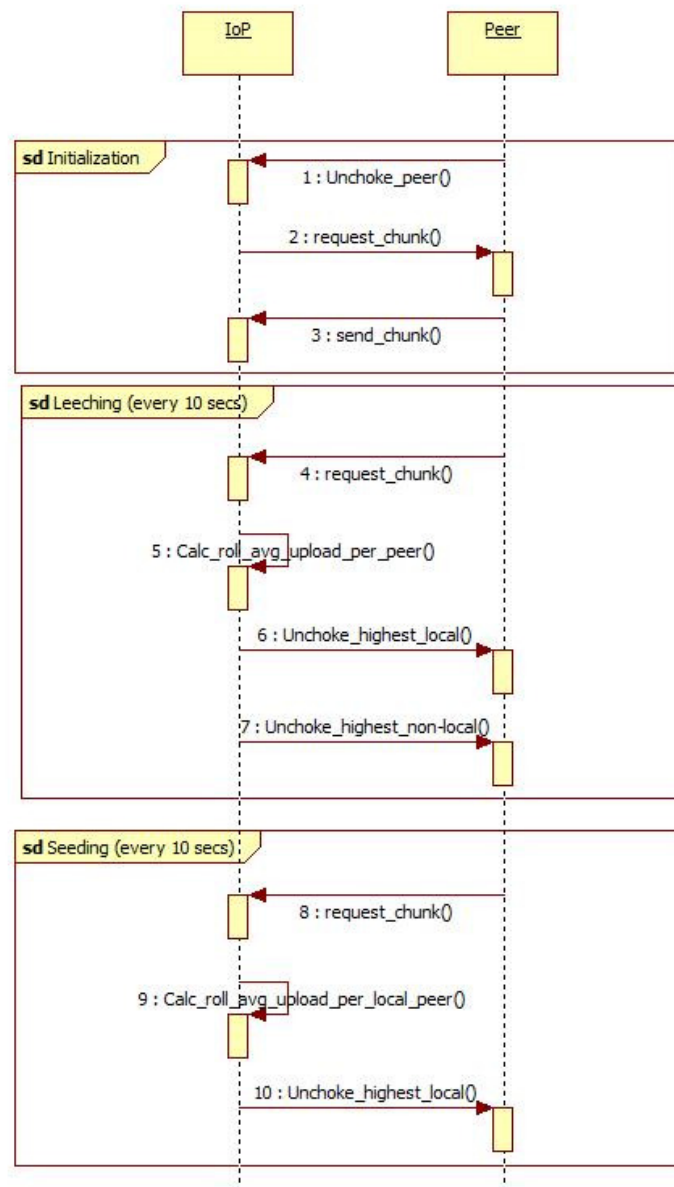 IoP
Peer
sd Initialization
1 : Unchoke_peer()
2 : request_chunk()
3 : send_chunk()
sd Leeching (every 10 secs)
4 : request_chunk()
5 : Calc_roll_avg_upload_per_peer()
6 : Unchoke_highest_local()
7 : Unchoke_highest_non-local()
sd Seeding (every 10 secs)
8 : request_chunk()
9 : Calc_roll_avg_upload_per_local_peer()
10 : Unchoke_highest_local()